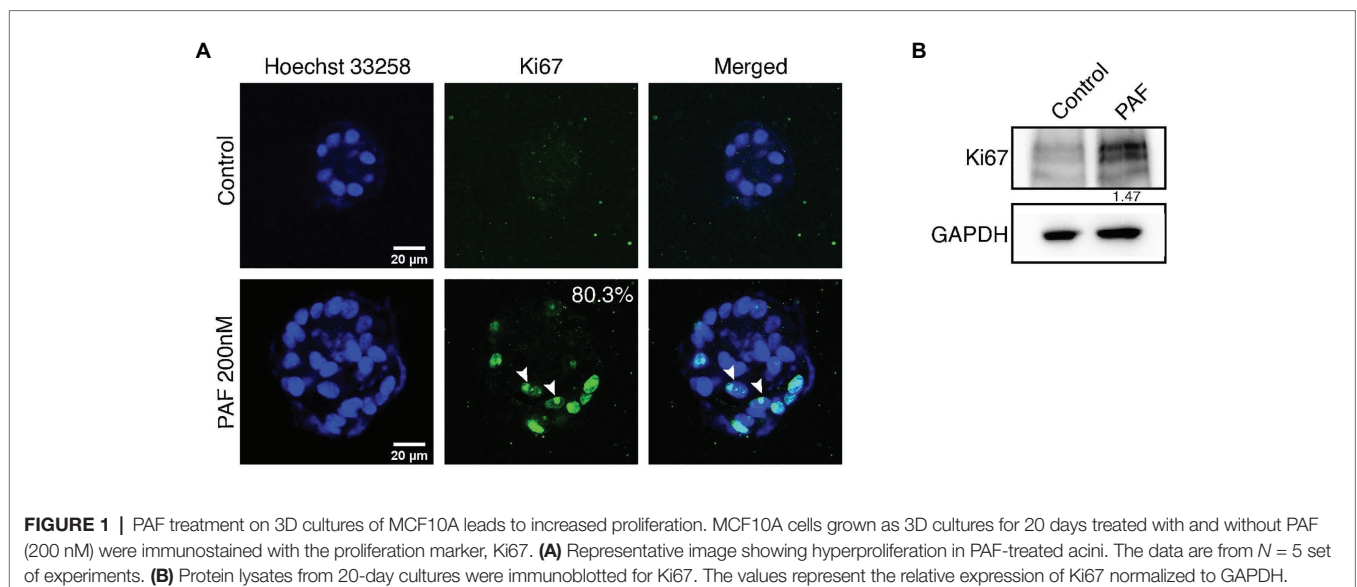 A
Hoechst 33258
Ki67
Merged
Control
20 µm
PAF 200nM
80.3%
20 µm
B
Control
PAF
Ki67
1.47
GAPDH
FIGURE 1 | PAF treatment on 3D cultures of MCF10A leads to increased proliferation. MCF10A cells grown as 3D cultures for 20 days treated with and without PAF
(200 nM) were immunostained with the proliferation marker, Ki67. (A) Representative image showing hyperproliferation in PAF-treated acini. The data are from N = 5 set
of experiments. (B) Protein lysates from 20-day cultures were immunoblotted for Ki67. The values represent the relative expression of Ki67 normalized to GAPDH.